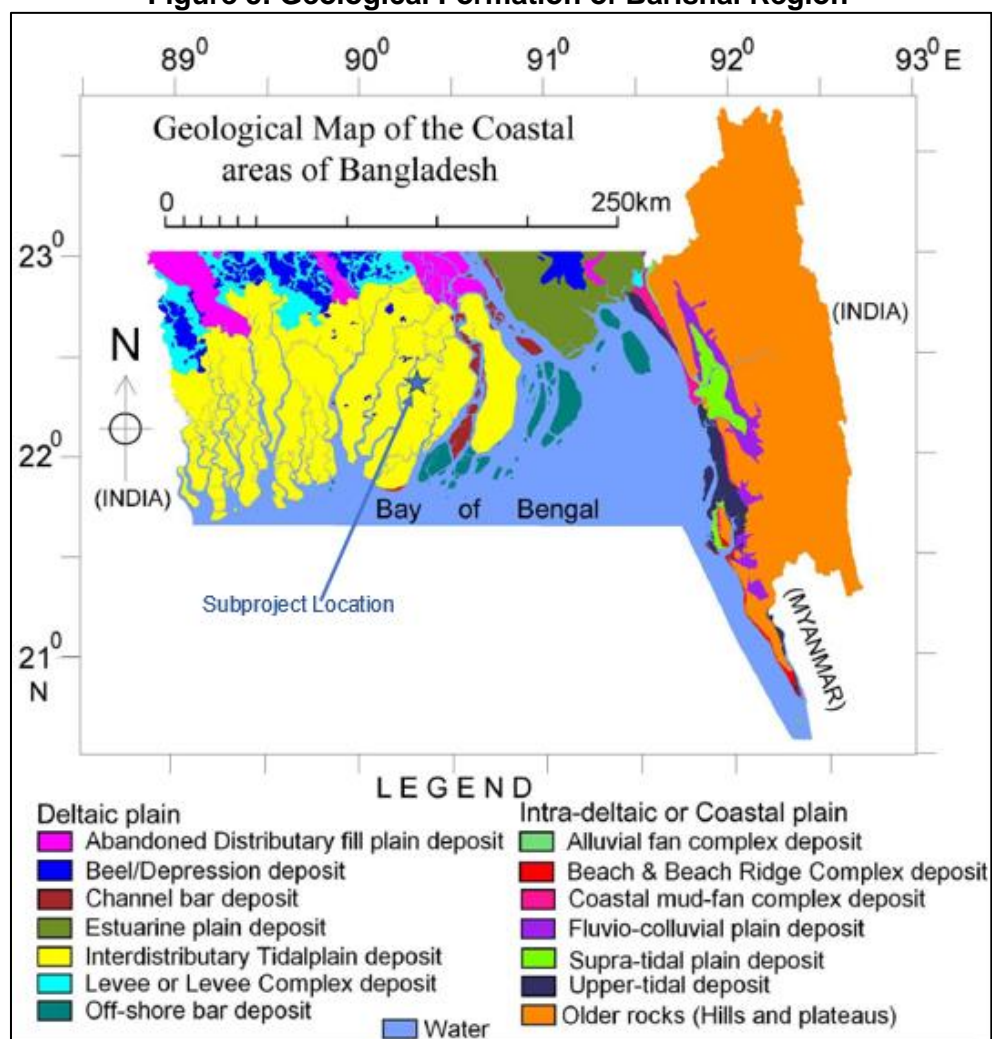 Figure 3: Geological Formation of Barishal Region
89⁰ 90⁰ 91⁰ 92⁰ 93⁰ E
Geological Map of the Coastal
areas of Bangladesh
0 250km
23⁰
(INDIA)
N
22⁰
(INDIA)
Bay of Bengal
Subproject Location
(MYANMAR)
21⁰
N
LEGEND
Deltaic plain
Abandoned Distributary fill plain deposit
Beel/Depression deposit
Channel bar deposit
Estuarine plain deposit
Interdistributary Tidalplain deposit
Levee or Levee Complex deposit
Off-shore bar deposit
Water
Intra-deltaic or Coastal plain
Alluvial fan complex deposit
Beach & Beach Ridge Complex deposit
Coastal mud-fan complex deposit
Fluvio-colluvial plain deposit
Supra-tidal plain deposit
Upper-tidal deposit
Older rocks (Hills and plateaus)